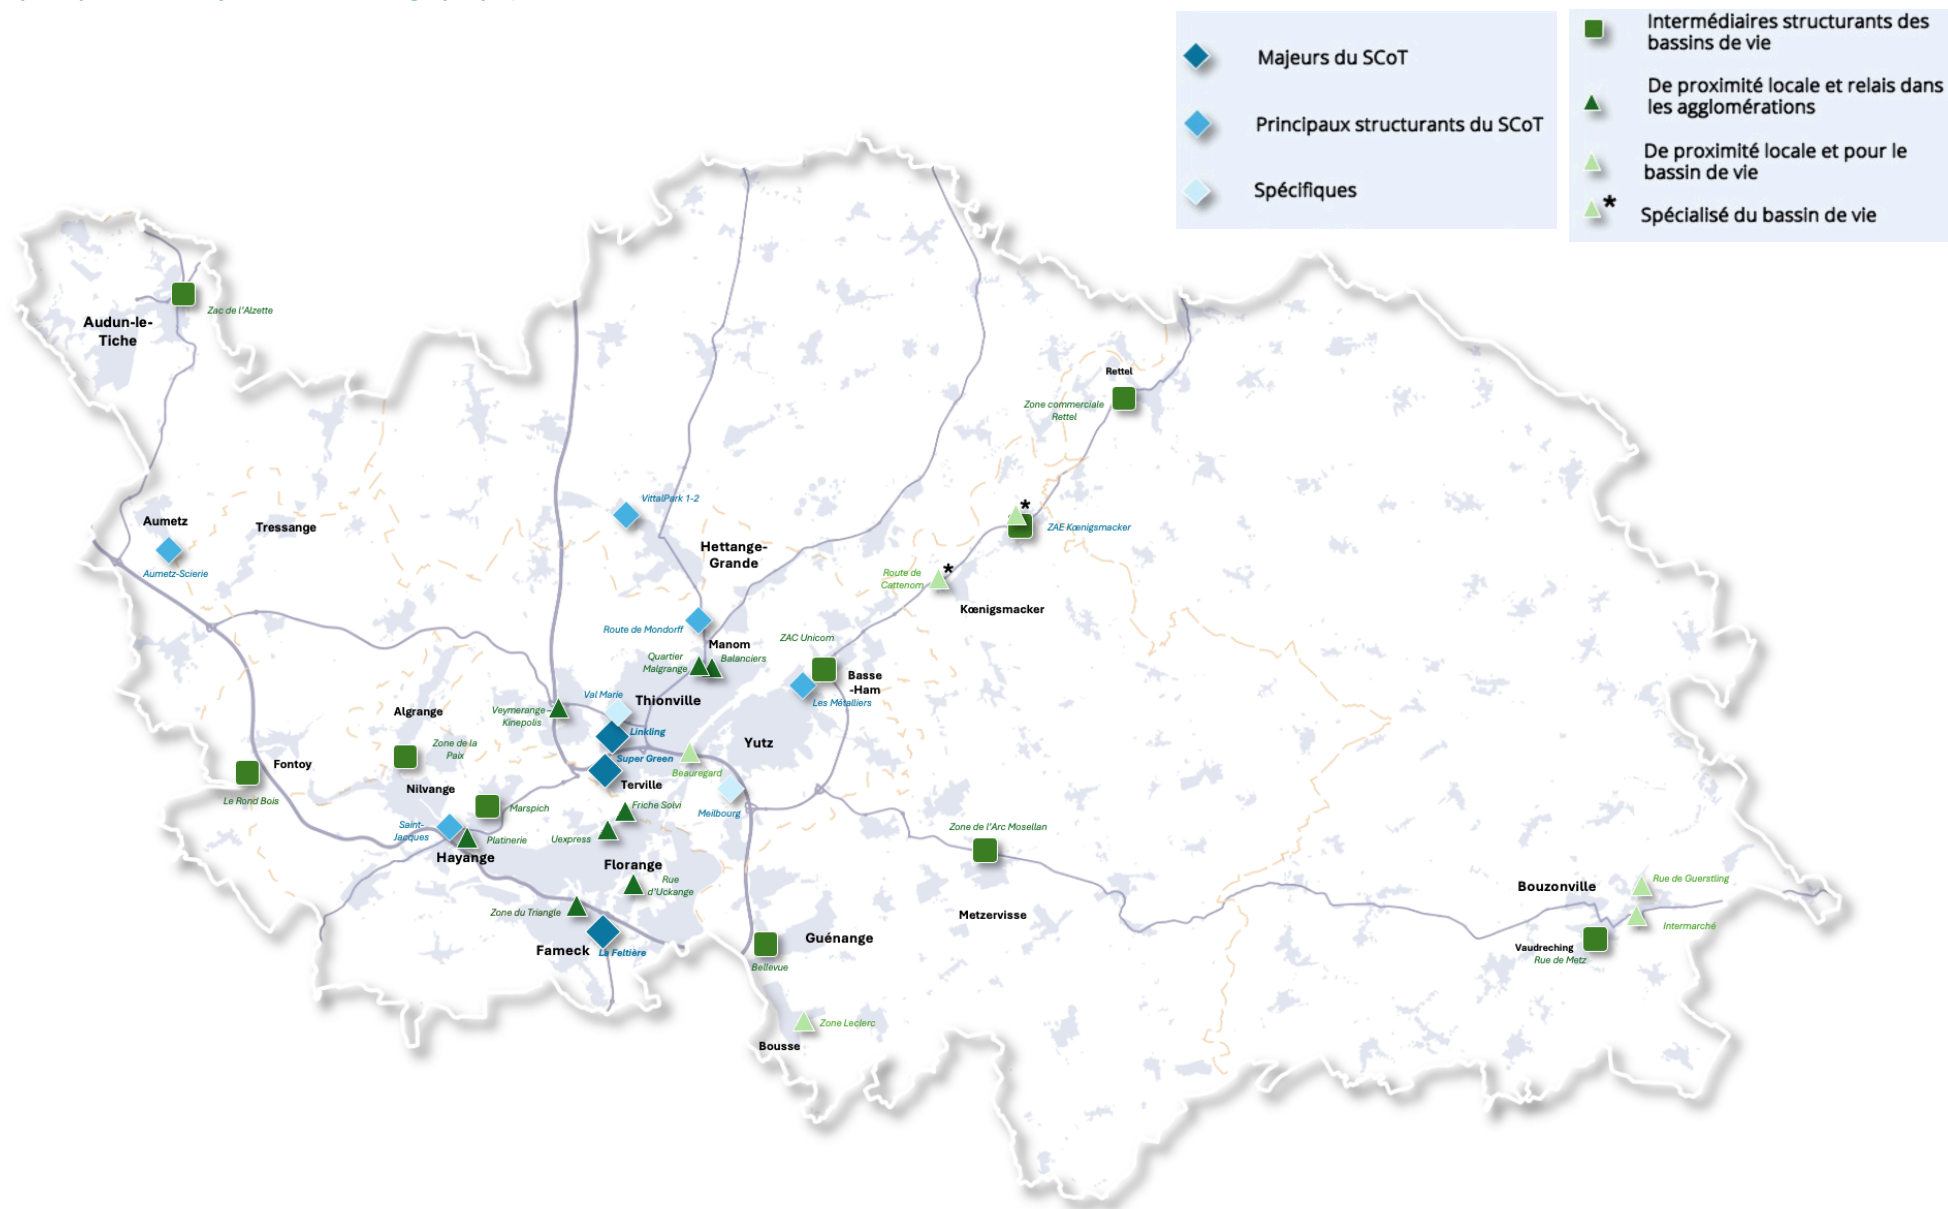 Intermédiaires structurants des
bassins de vie
Majeurs du SCoT
De proximité locale et relais dans
les agglomérations
Principaux structurants du SCoT
De proximité locale et pour le
bassin de vie
Spécifiques
*
Spécialisé du bassin de vie
Zac de l'Alzette
Audun-le-
Tiche
Rettel
Zone commerciale
Rettel
VittalPark 1-2
*
Aumetz
Tressange
ZAE Kœnigsmacker
Hettange-
Grande
Aumetz-Scierie
Route de
Cattenom
*
Kœnigsmacker
Route de Mondorff
Manom
ZAC Unicorn
Quartier
Malgrange
Balanciers
Basse
-Ham
Val Marie
Thionville
Les Métalliers
Algrange
Veymerange-
Kinepolis
Linkling
Zone de la
Paix
Yutz
Super Green
Fontoy
Beauregard
Terville
Nilvange
Le Rond Bois
Marspich
Friche Solvi
Meilbourg
Saint-
Jacques
Platinerie
Uexpress
Zone de l'Arc Mosellan
Hayange
Florange
Rue
d'Uckange
Rue de Guerstling
Bouzonville
Zone du Triangle
Metzervisse
Intermarché
Guénange
Fameck
La Feltière
Vaudreching
Rue de Metz
Bellevue
Zone Leclerc
Bousse